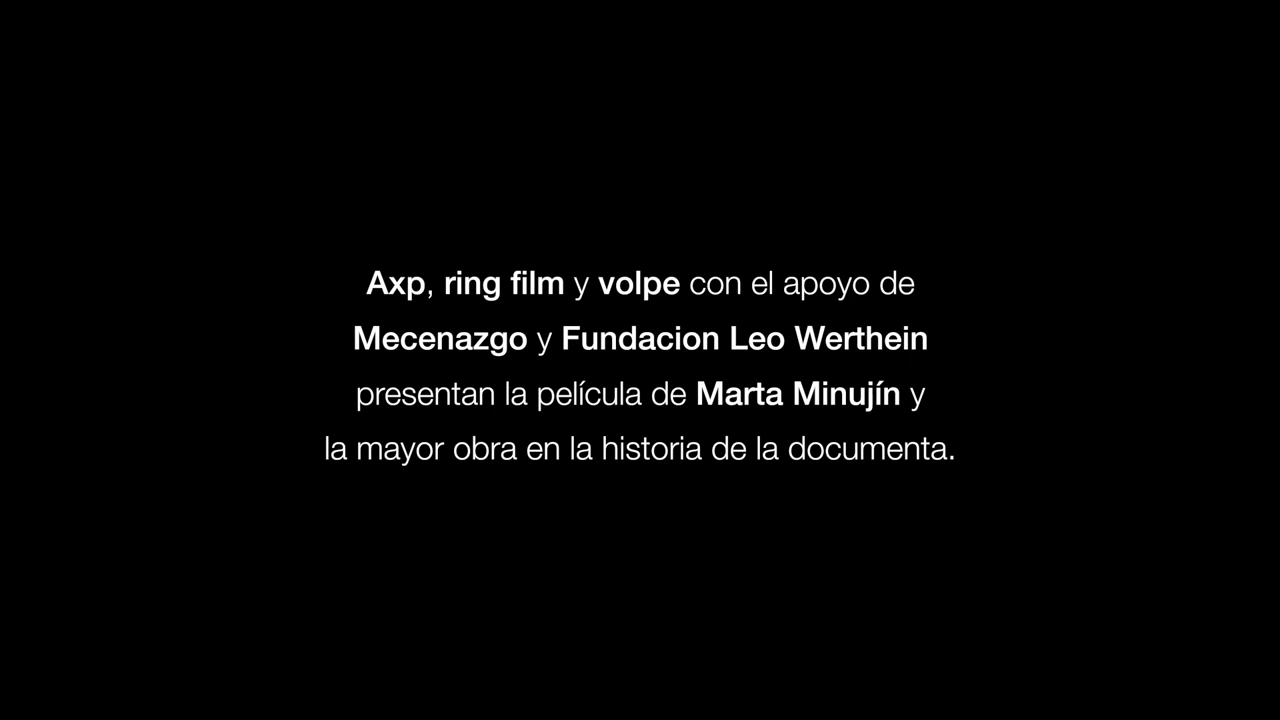 Axp, ring film y volpe con el apoyo de
Mecenazgo y Fundacion Leo Werthein
presentan la película de Marta Minujín y
la mayor obra en la historia de la documenta.